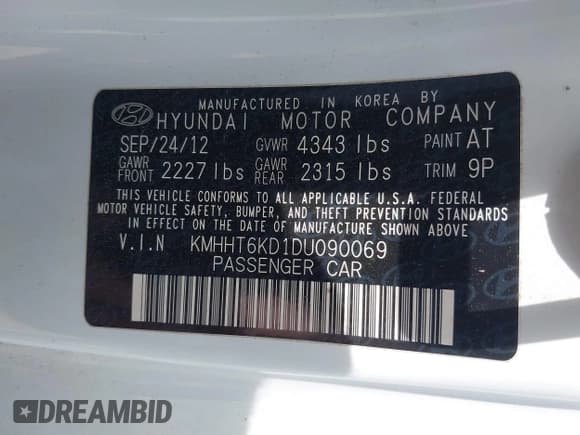 MANUFACTURED IN KOREA BY
HYUNDAI MOTOR COMPANY
SEP/24/12 GVWR 4343 lbs PAINT AT
GAWR FRONT 2227 lbs GAWR REAR 2315 lbs TRIM 9P
THIS VEHICLE CONFORMS TO ALL APPLICABLE U.S.A. FEDERAL
MOTOR VEHICLE SAFETY, BUMPER, AND THEFT PREVENTION STANDARDS
IN EFFECT ON THE DATE OF MANUFACTURE SHOWN ABOVE
V.I.N KMHHT6KD1DU090069
PASSENGER CAR
DREAMBID